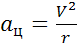 aц = V²/r